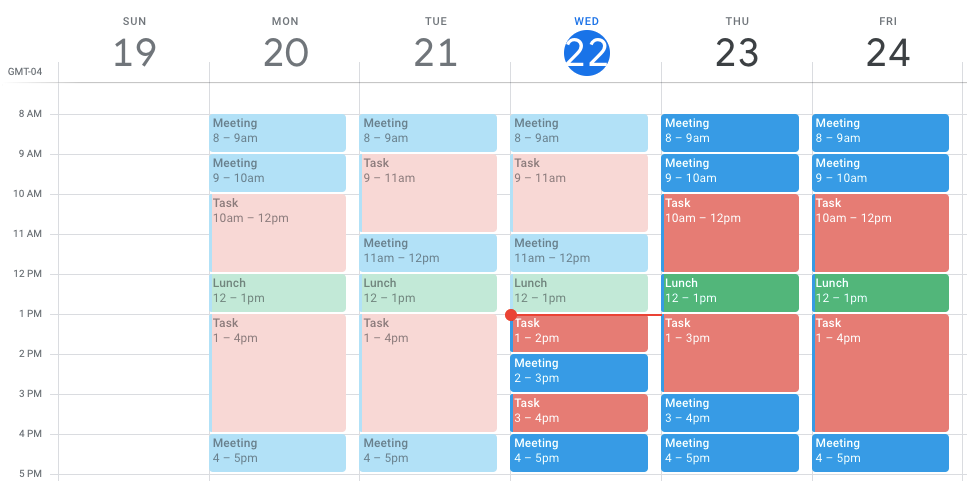 SUN MON TUE WED THU FRI
19 20 21 22 23 24
GMT-04
8 AM
9 AM
10 AM
11 AM
12 PM
1 PM
2 PM
3 PM
4 PM
5 PM
Meeting
8 – 9am
Meeting
9 – 10am
Task
10am – 12pm
Lunch
12 – 1pm
Task
1 – 4pm
Meeting
4 – 5pm
Meeting
8 – 9am
Task
9 – 11am
Meeting
11am – 12pm
Lunch
12 – 1pm
Task
1 – 4pm
Meeting
4 – 5pm
Meeting
8 – 9am
Task
9 – 11am
Meeting
11am – 12pm
Lunch
12 – 1pm
Task
1 – 2pm
Meeting
2 – 3pm
Task
3 – 4pm
Meeting
4 – 5pm
Meeting
8 – 9am
Meeting
9 – 10am
Task
10am – 12pm
Lunch
12 – 1pm
Task
1 – 3pm
Meeting
3 – 4pm
Meeting
4 – 5pm
Meeting
8 – 9am
Meeting
9 – 10am
Task
10am – 12pm
Lunch
12 – 1pm
Task
1 – 4pm
Meeting
4 – 5pm